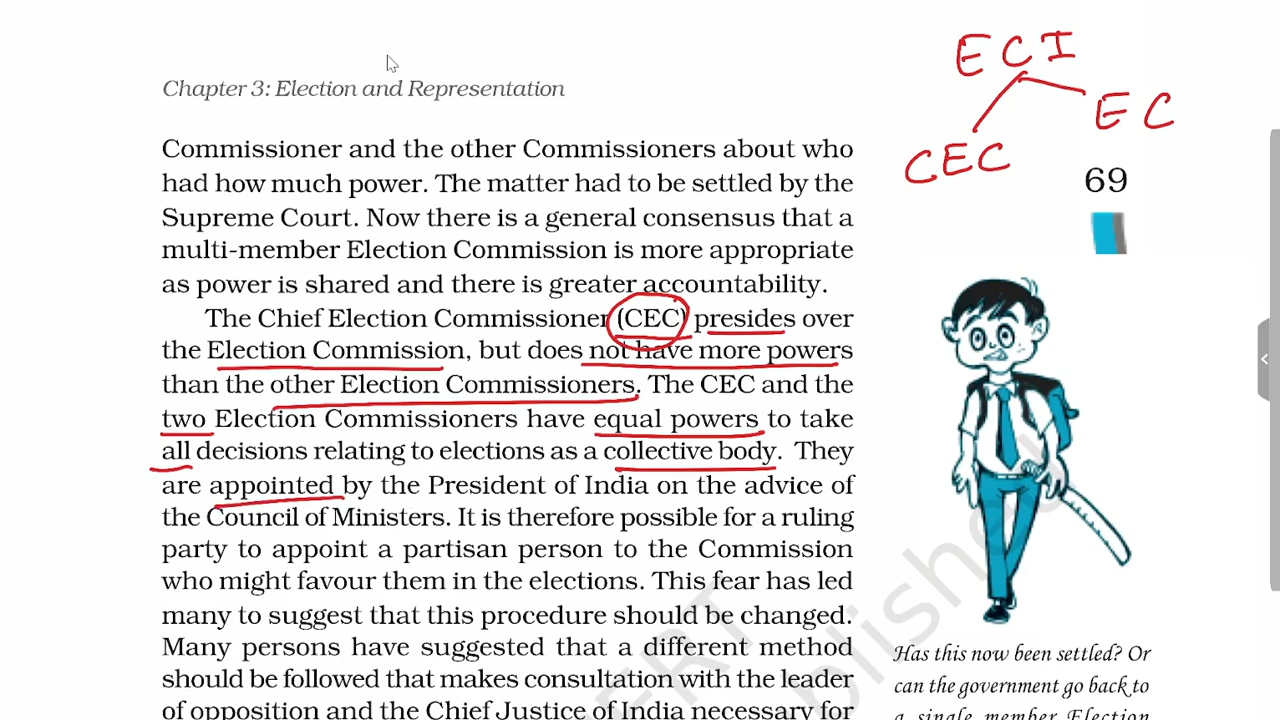 Chapter 3: Election and Representation
E C I
E C
CEC
69
Commissioner and the other Commissioners about who
had how much power. The matter had to be settled by the
Supreme Court. Now there is a general consensus that a
multi-member Election Commission is more appropriate
as power is shared and there is greater accountability.
The Chief Election Commissioner (CEC) presides over
the Election Commission, but does not have more powers
than the other Election Commissioners. The CEC and the
two Election Commissioners have equal powers to take
all decisions relating to elections as a collective body. They
are appointed by the President of India on the advice of
the Council of Ministers. It is therefore possible for a ruling
party to appoint a partisan person to the Commission
who might favour them in the elections. This fear has led
many to suggest that this procedure should be changed.
Many persons have suggested that a different method
should be followed that makes consultation with the leader
of opposition and the Chief Justice of India necessary for
Has this now been settled? Or
can the government go back to
a single member Election